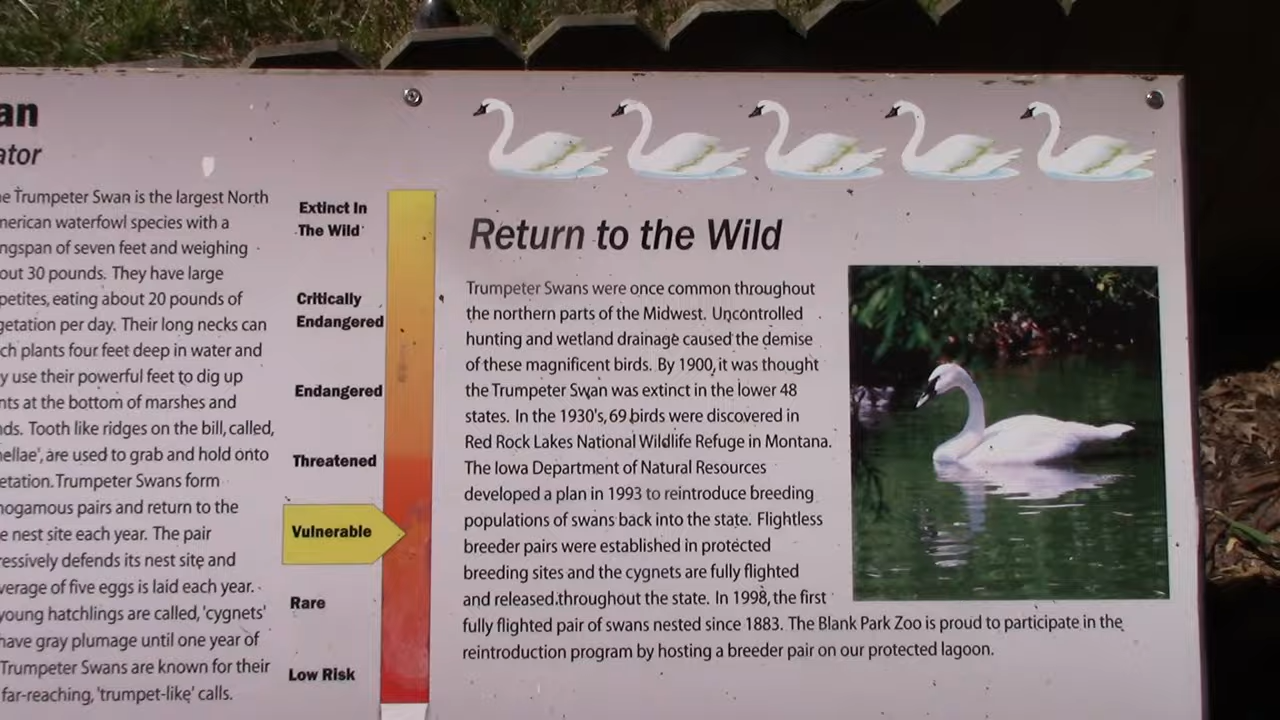 an
ator
e Trumpeter Swan is the largest North
merican waterfowl species with a
ngspan of seven feet and weighing
out 30 pounds. They have large
petites, eating about 20 pounds of
getation per day. Their long necks can
ch plants four feet deep in water and
y use their powerful feet to dig up
nts at the bottom of marshes and
ds. Tooth like ridges on the bill, called,
ellae', are used to grab and hold onto
etation. Trumpeter Swans form
nogamous pairs and return to the
e nest site each year. The pair
ressively defends its nest site and
verage of five eggs is laid each year.
young hatchlings are called, 'cygnets'
have gray plumage until one year of
Trumpeter Swans are known for their
far-reaching, 'trumpet-like' calls.
Extinct In
The Wild
Critically
Endangered
Endangered
Threatened
Vulnerable
Rare
Low Risk
Return to the Wild
Trumpeter Swans were once common throughout
the northern parts of the Midwest. Uncontrolled
hunting and wetland drainage caused the demise
of these magnificent birds. By 1900, it was thought
the Trumpeter Swan was extinct in the lower 48
states. In the 1930's, 69 birds were discovered in
Red Rock Lakes National Wildlife Refuge in Montana.
The Iowa Department of Natural Resources
developed a plan in 1993 to reintroduce breeding
populations of swans back into the state. Flightless
breeder pairs were established in protected
breeding sites and the cygnets are fully flighted
and released throughout the state. In 1998, the first
fully flighted pair of swans nested since 1883. The Blank Park Zoo is proud to participate in the
reintroduction program by hosting a breeder pair on our protected lagoon.